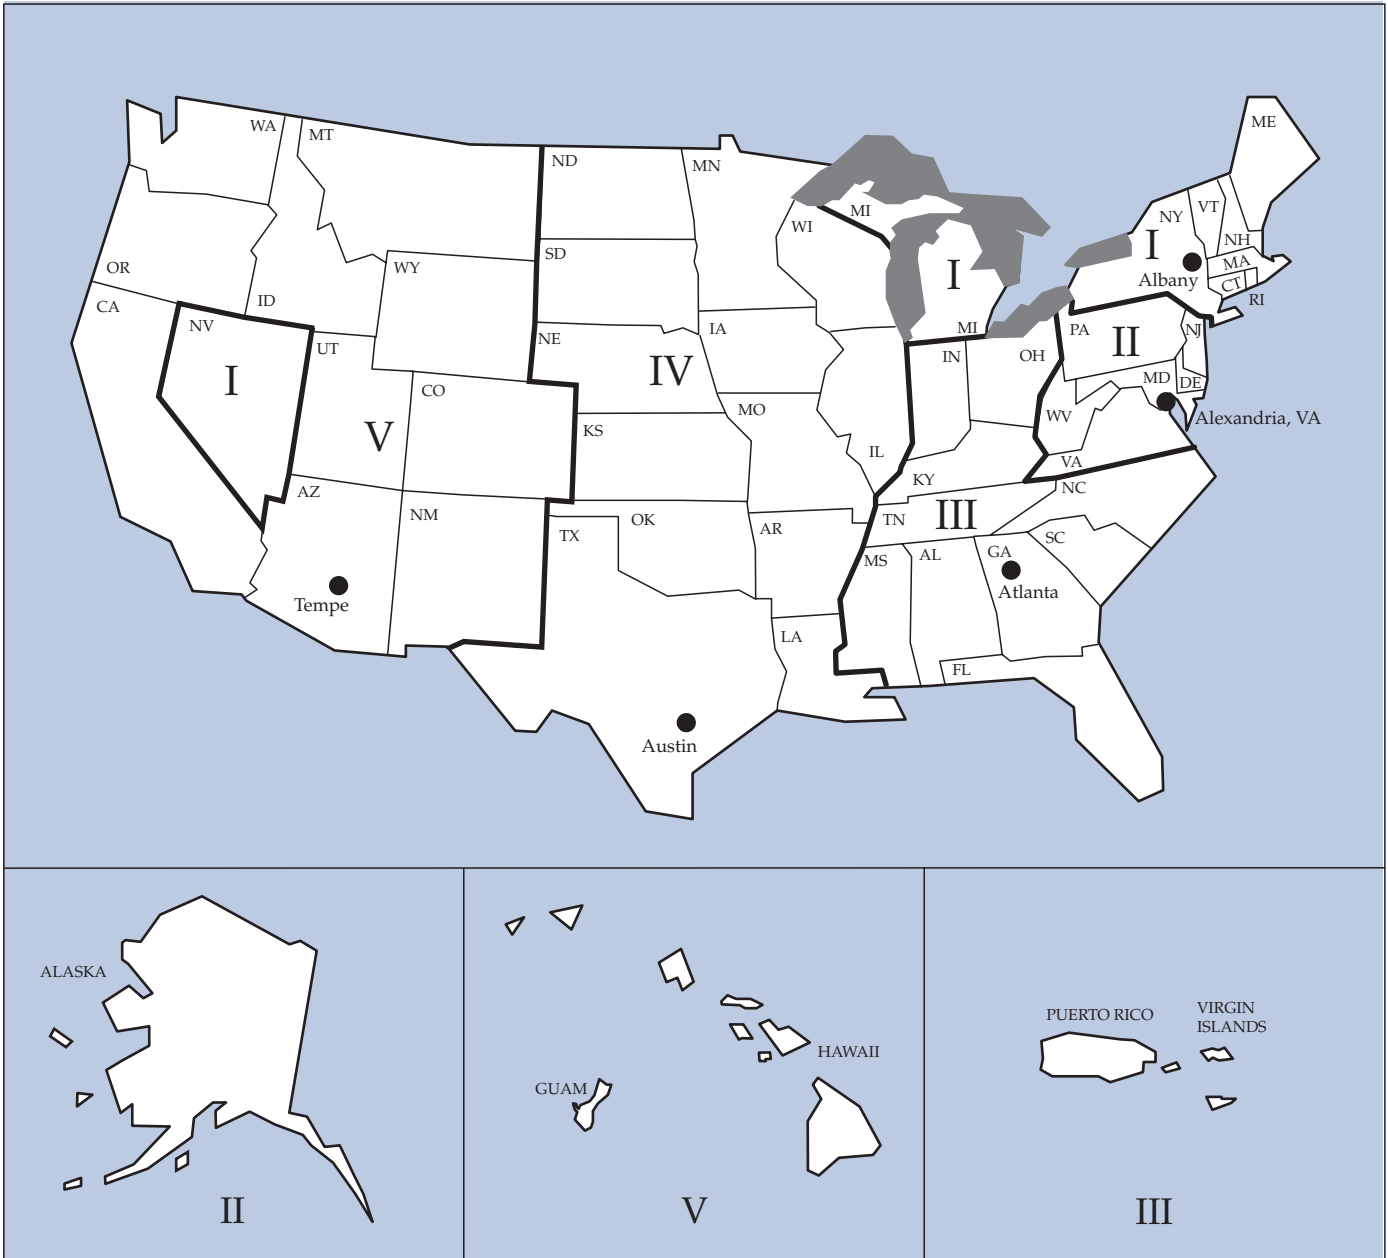 ME
WA
MT
ND
MN
MI
WI
NY
VT
I
NH
MA
CT
RI
Albany
OR
ID
WY
SD
I
MI
CA
NV
UT
NE
IA
IN
OH
PA
II
NJ
MD
DE
I
V
CO
IV
KS
MO
IL
KY
WV
VA
Alexandria, VA
AZ
NM
TX
OK
AR
TN
III
NC
SC
MS
AL
GA
Atlanta
Tempe
LA
FL
Austin
ALASKA
II
GUAM
HAWAII
V
PUERTO RICO
VIRGIN
ISLANDS
III